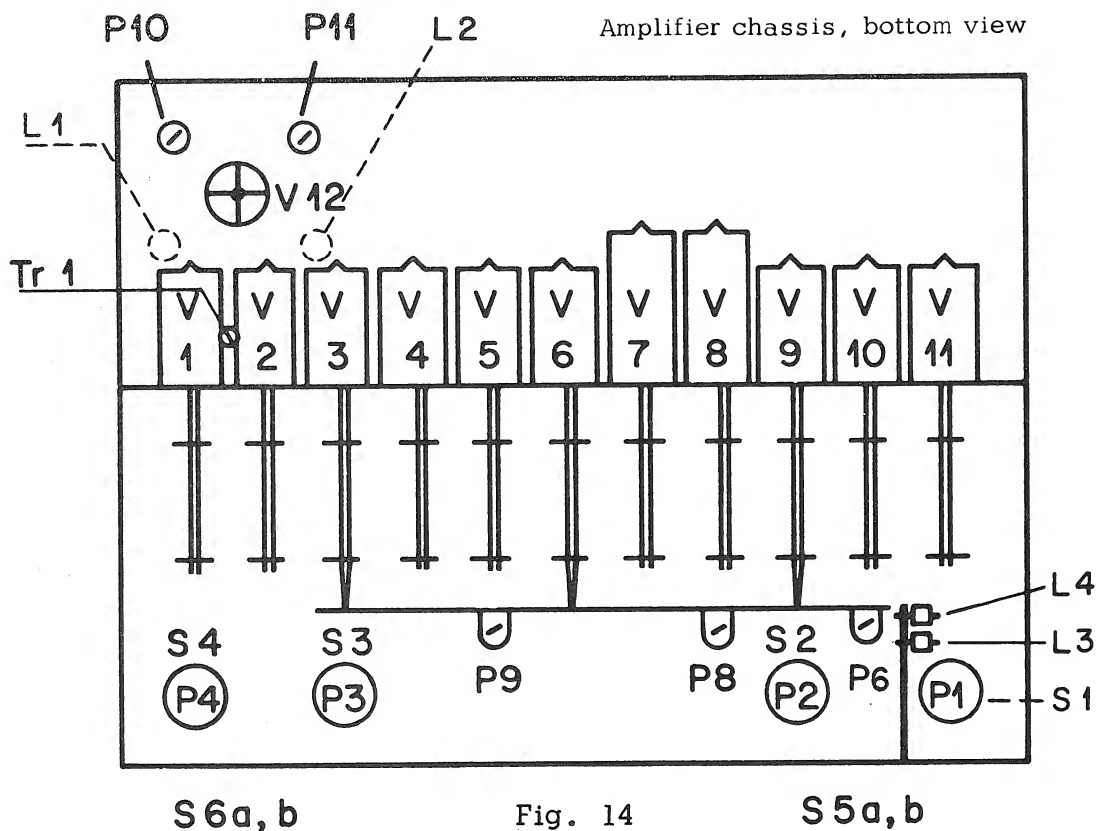 Amplifier chassis, bottom view
P10 P11 L2
L1
V12
Tr 1
V V V V V V V V V V V
1 2 3 4 5 6 7 8 9 10 11
L4
S4 S3 S2 L3
P9 P8 P6
P4 P3 P2 P1 S1
S6a,b Fig. 14 S5a,b